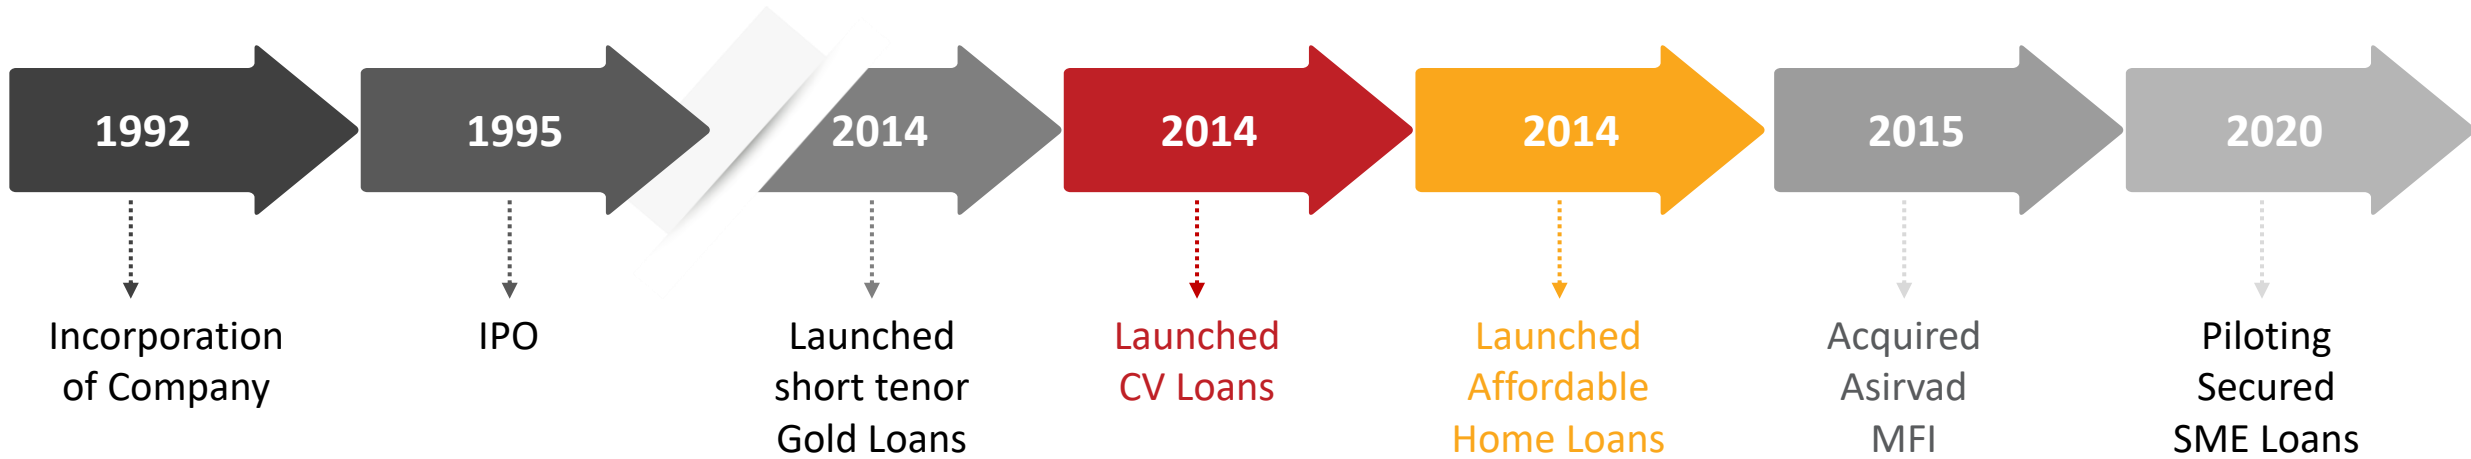 1992
1995
2014
2014
2014
2015
2020
Incorporation
of Company
IPO
Launched
short tenor
Gold Loans
Launched
CV Loans
Launched
Affordable
Home Loans
Acquired
Asirvad
MFI
Piloting
Secured
SME Loans